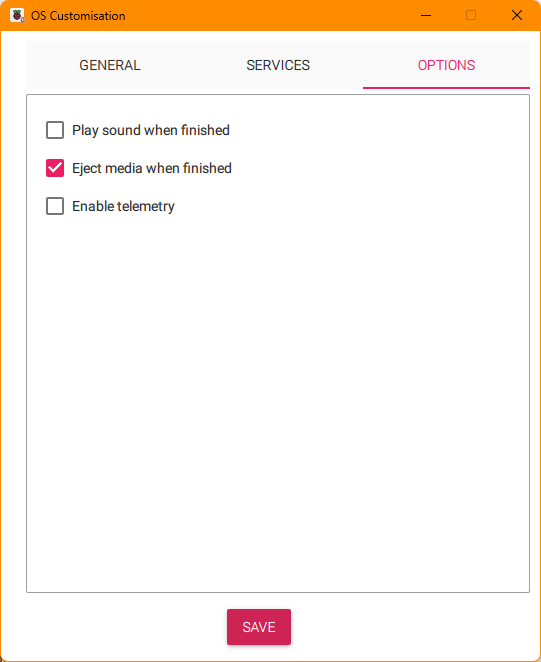 OS Customisation
GENERAL SERVICES OPTIONS
Play sound when finished
Eject media when finished
Enable telemetry
SAVE